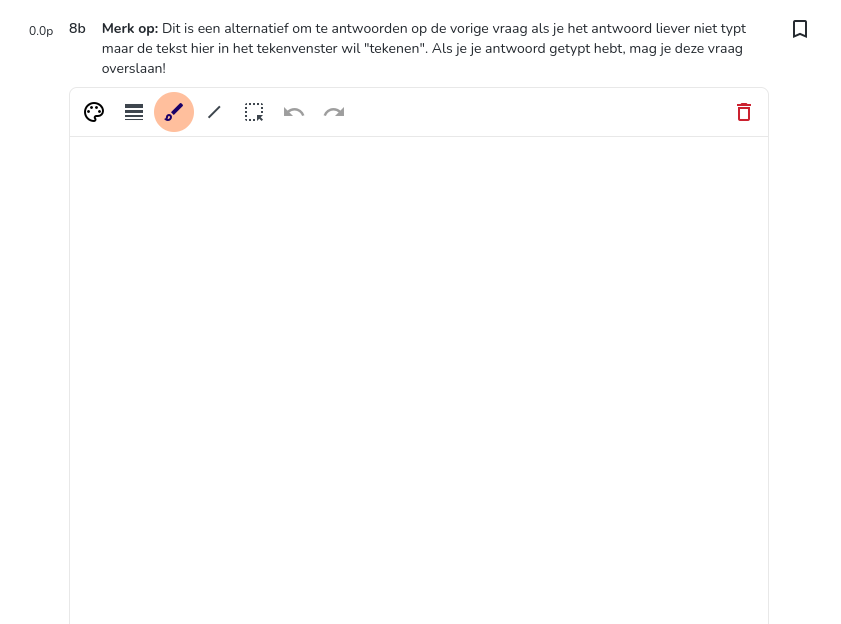 0.0p 8b Merk op: Dit is een alternatief om te antwoorden op de vorige vraag als je het antwoord liever niet typt
maar de tekst hier in het tekenvenster wil "tekenen". Als je je antwoord getypt hebt, mag je deze vraag
overslaan!